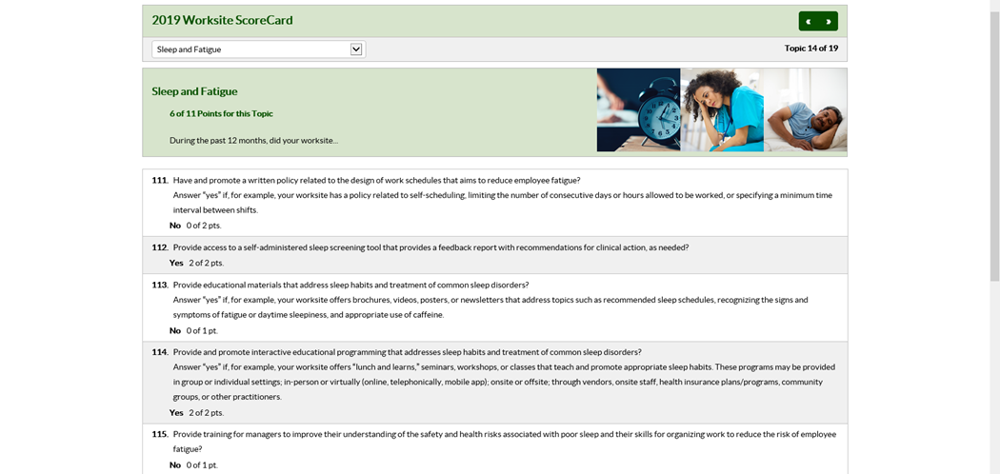 2019 Worksite ScoreCard
« »
Sleep and Fatigue
Topic 14 of 19
Sleep and Fatigue
6 of 11 Points for this Topic
During the past 12 months, did your worksite...
111. Have and promote a written policy related to the design of work schedules that aims to reduce employee fatigue?
Answer “yes” if, for example, your worksite has a policy related to self-scheduling, limiting the number of consecutive days or hours allowed to be worked, or specifying a minimum time
interval between shifts.
No 0 of 2 pts.
112. Provide access to a self-administered sleep screening tool that provides a feedback report with recommendations for clinical action, as needed?
Yes 2 of 2 pts.
113. Provide educational materials that address sleep habits and treatment of common sleep disorders?
Answer “yes” if, for example, your worksite offers brochures, videos, posters, or newsletters that address topics such as recommended sleep schedules, recognizing the signs and
symptoms of fatigue or daytime sleepiness, and appropriate use of caffeine.
No 0 of 1 pt.
114. Provide and promote interactive educational programming that addresses sleep habits and treatment of common sleep disorders?
Answer “yes” if, for example, your worksite offers “lunch and learns,” seminars, workshops, or classes that teach and promote appropriate sleep habits. These programs may be provided
in group or individual settings; in-person or virtually (online, telephonically, mobile app); onsite or offsite; through vendors, onsite staff, health insurance plans/programs, community
groups, or other practitioners.
Yes 2 of 2 pts.
115. Provide training for managers to improve their understanding of the safety and health risks associated with poor sleep and their skills for organizing work to reduce the risk of employee
fatigue?
No 0 of 1 pt.